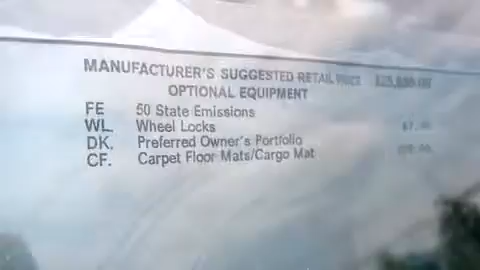 MANUFACTURER'S SUGGESTED RETAIL PRICE
OPTIONAL EQUIPMENT
FE 50 State Emissions
WL. Wheel Locks
DK. Preferred Owner's Portfolio
CF. Carpet Floor Mats/Cargo Mat